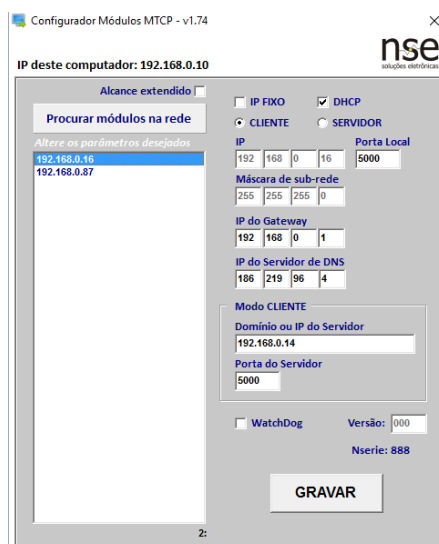 Configurador Módulos MTCP - v1.74
nse
soluções eletrônicas
IP deste computador: 192.168.0.10
Alcance extendido
Procurar módulos na rede
Altere os parâmetros desejados
192.168.0.16
192.168.0.87
2:
IP FIXO DHCP
CLIENTE SERVIDOR
IP Porta Local
192 168 0 16 5000
Máscara de sub-rede
255 255 255 0
IP do Gateway
192 168 0 1
IP do Servidor de DNS
186 219 96 4
Modo CLIENTE
Domínio ou IP do Servidor
192.168.0.14
Porta do Servidor
5000
WatchDog Versão: 000
Nserie: 888
GRAVAR